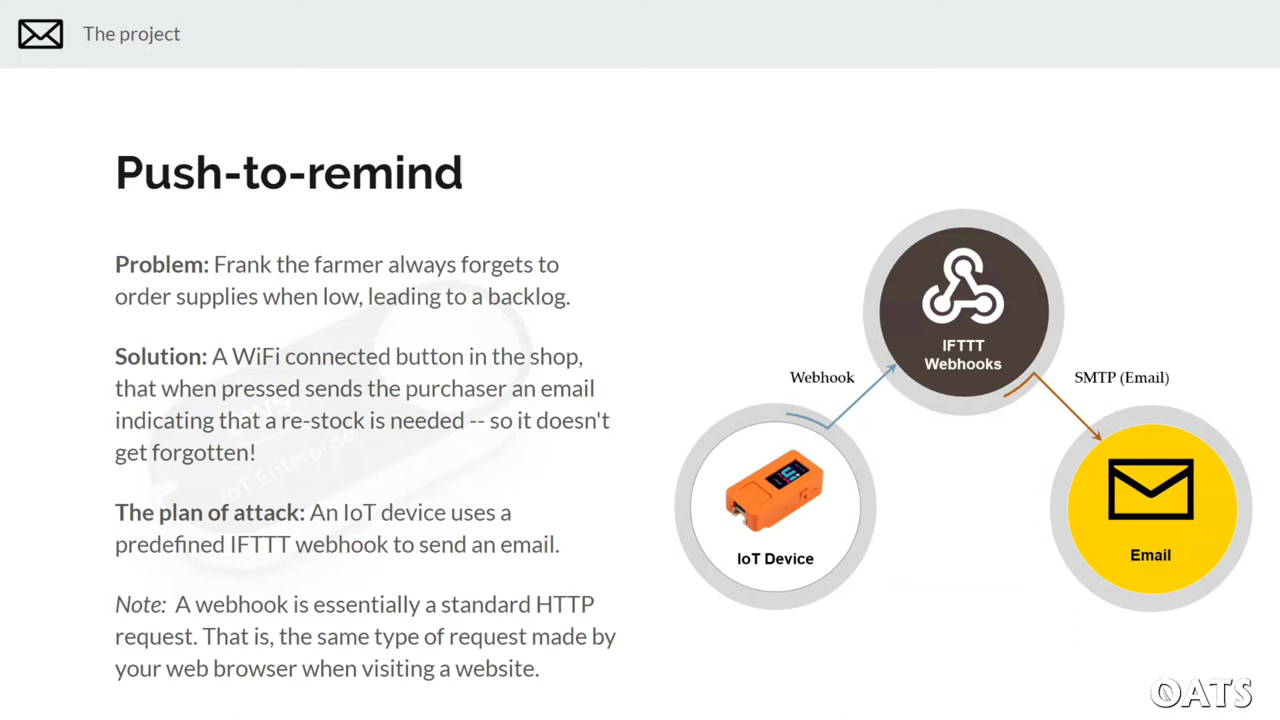 The project
Push-to-remind
Problem: Frank the farmer always forgets to
order supplies when low, leading to a backlog.
Solution: A WiFi connected button in the shop,
that when pressed sends the purchaser an email
indicating that a re-stock is needed -- so it doesn't
get forgotten!
The plan of attack: An IoT device uses a
predefined IFTTT webhook to send an email.
Note: A webhook is essentially a standard HTTP
request. That is, the same type of request made by
your web browser when visiting a website.
IFTTT
Webhooks
Webhook
SMTP (Email)
IoT Device
Email
OATS